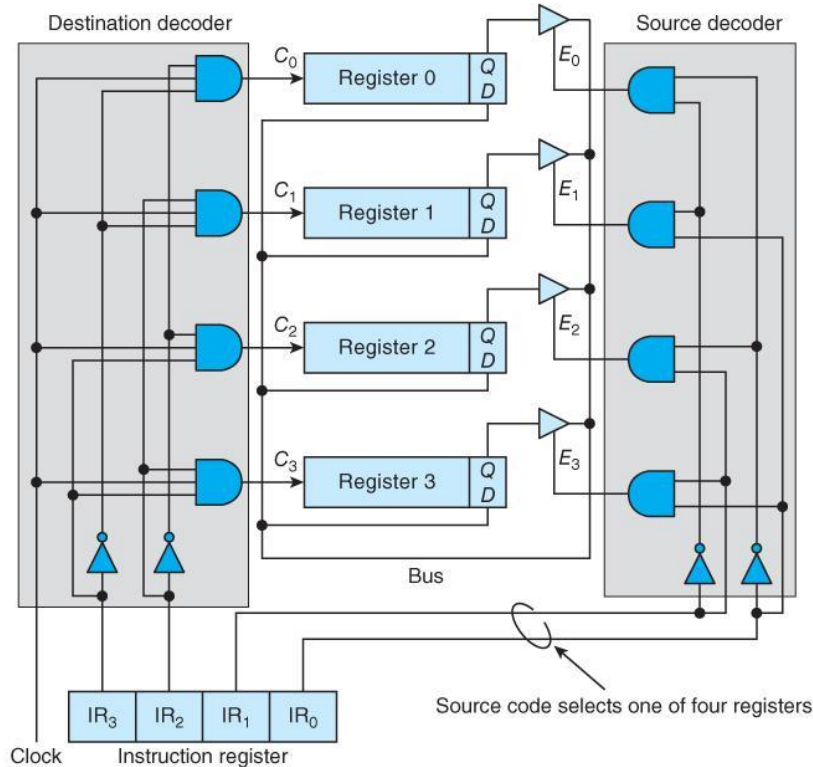 Destination decoder
Source decoder
C0
Register 0
Q
D
E0
C1
Register 1
Q
D
E1
C2
Register 2
Q
D
E2
C3
Register 3
Q
D
E3
Bus
IR3 IR2 IR1 IR0
Source code selects one of four registers
Clock
Instruction register